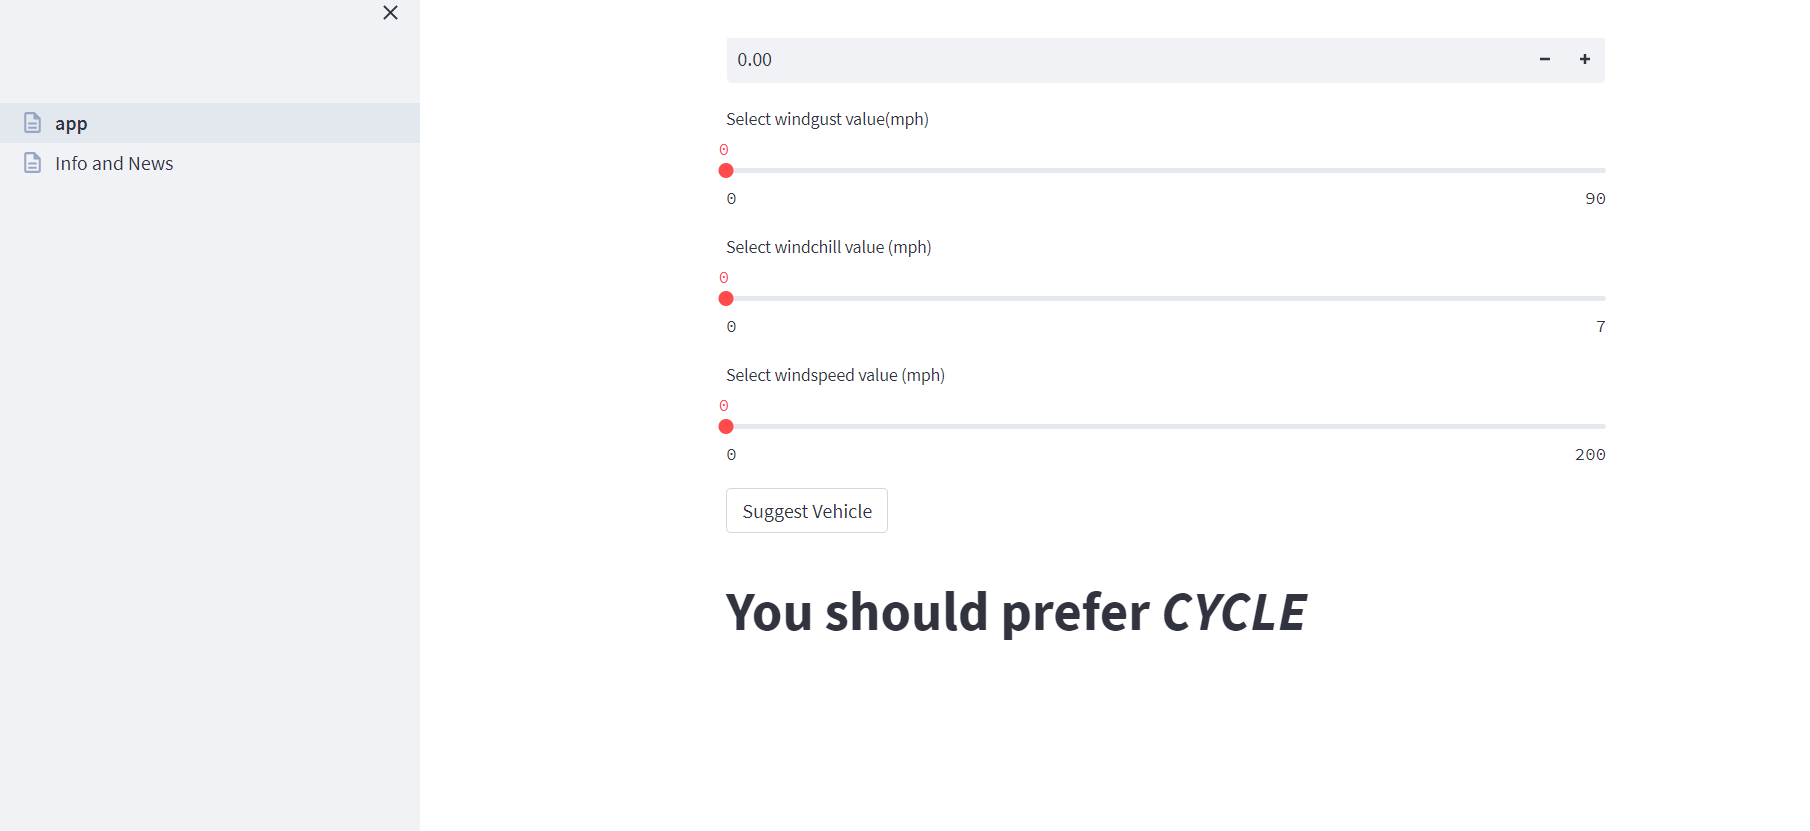 app
Info and News
0.00
Select windgust value(mph)
0
0 90
Select windchill value (mph)
0
0 7
Select windspeed value (mph)
0
0 200
Suggest Vehicle
You should prefer CYCLE